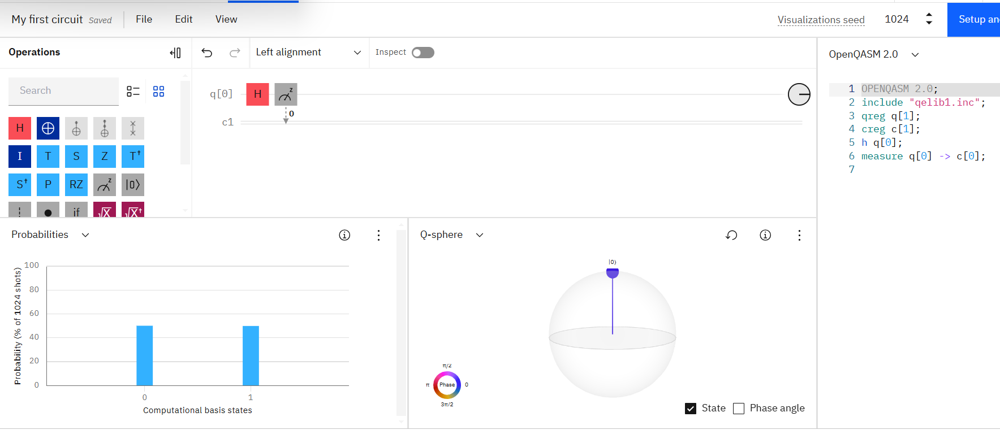 My first circuit Saved File Edit View Visualizations seed 1024 Setup an
Operations Left alignment Inspect
Search
H I T S Z T†
S† P RZ z |0⟩
if √X √X†
q[0] H z
0
c1
OpenQASM 2.0
1 OPENQASM 2.0;
2 include "qelib1.inc";
3 qreg q[1];
4 creg c[1];
5 h q[0];
6 measure q[0] -> c[0];
7
Probabilities
Probability (% of 1024 shots)
100
80
60
40
20
0
0 1
Computational basis states
Q-sphere
|0⟩
π/2
π Phase 0
3π/2
State Phase angle